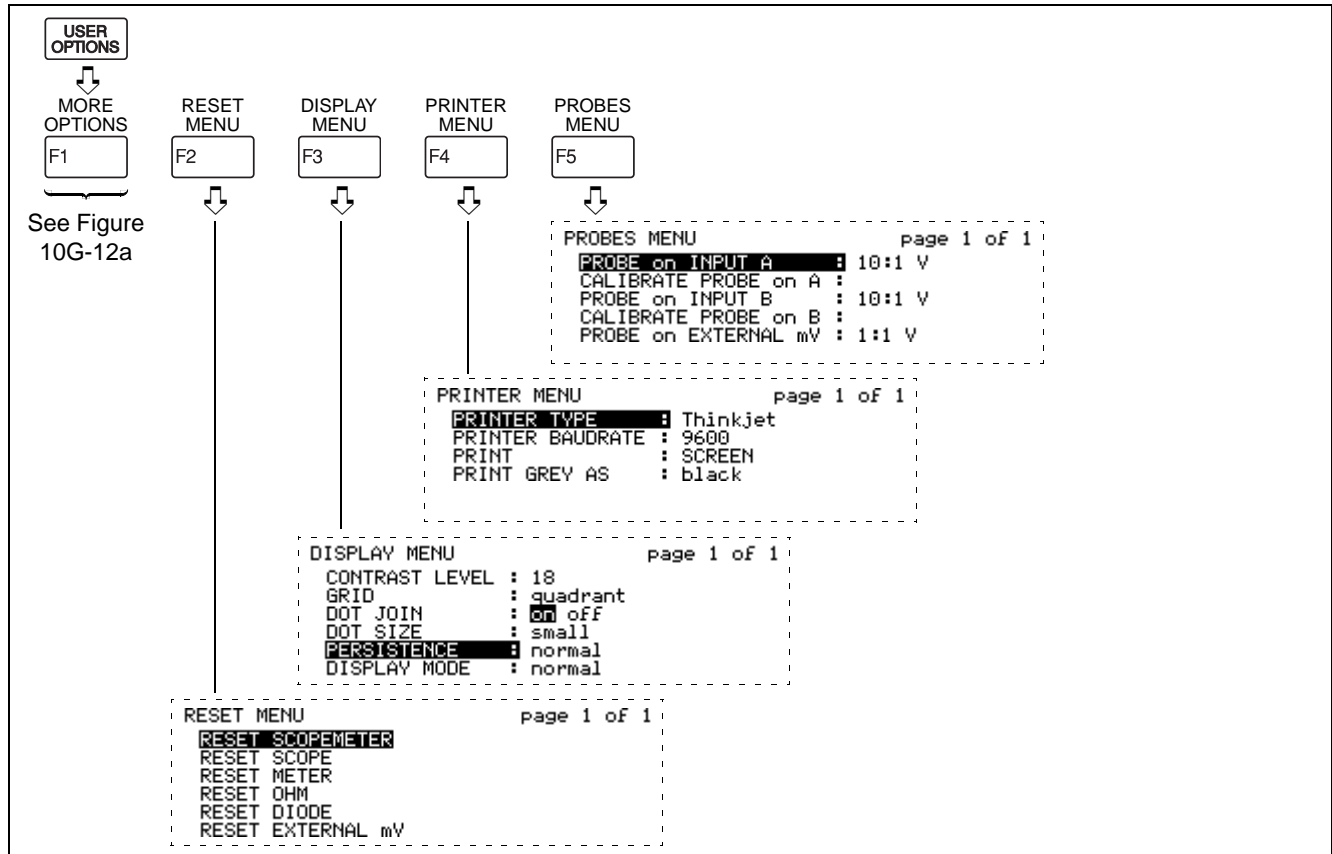 USER
OPTIONS
MORE
OPTIONS
F1
See Figure
10G-12a
RESET
MENU
F2
DISPLAY
MENU
F3
PRINTER
MENU
F4
PROBES
MENU
F5
PROBES MENU page 1 of 1
PROBE on INPUT A : 10:1 V
CALIBRATE PROBE on A :
PROBE on INPUT B : 10:1 V
CALIBRATE PROBE on B :
PROBE on EXTERNAL mV : 1:1 V
PRINTER MENU page 1 of 1
PRINTER TYPE : Thinkjet
PRINTER BAUDRATE : 9600
PRINT : SCREEN
PRINT GREY AS : black
DISPLAY MENU page 1 of 1
CONTRAST LEVEL : 18
GRID : quadrant
DOT JOIN : on off
DOT SIZE : small
PERSISTENCE : normal
DISPLAY MODE : normal
RESET MENU page 1 of 1
RESET SCOPEMETER
RESET SCOPE
RESET METER
RESET OHM
RESET DIODE
RESET EXTERNAL mV